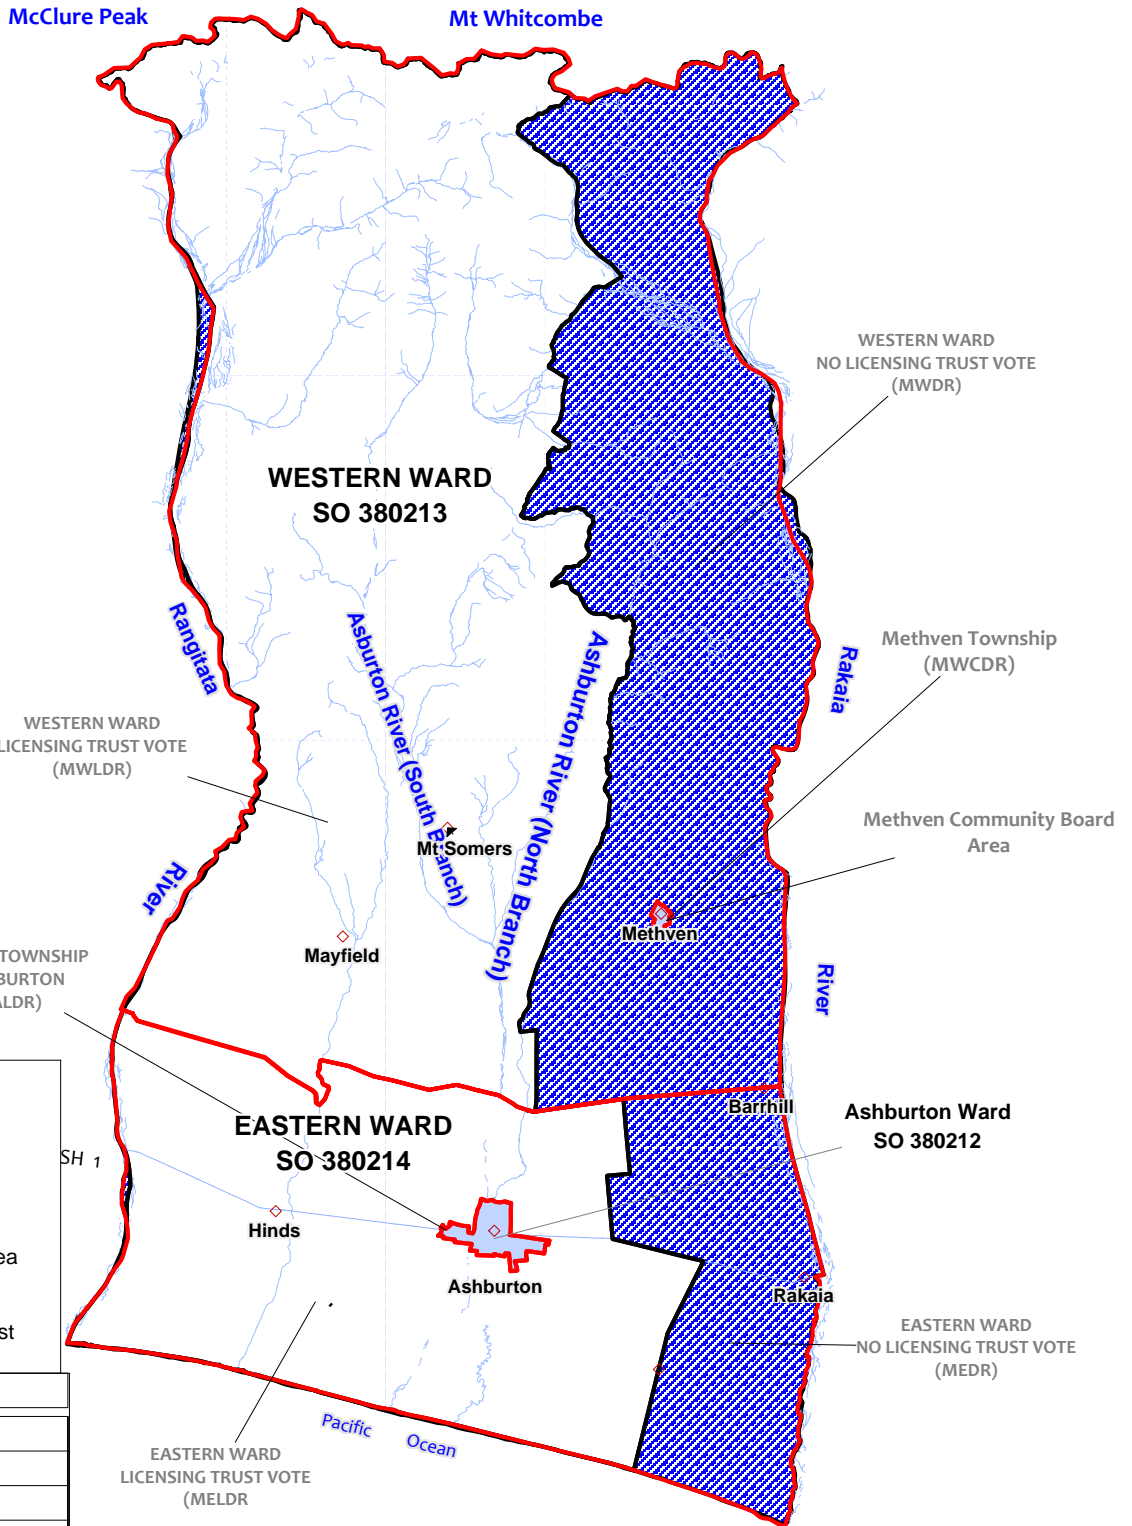 McClure Peak
Mt Whitcombe
WESTERN WARD
NO LICENSING TRUST VOTE
(MWDR)
WESTERN WARD
SO 380213
Rangitata
Asburton River (South Branch)
Ashburton River (North Branch)
Rakaia
Methven Township
(MWCDR)
WESTERN WARD
LICENSING TRUST VOTE
(MWLDR)
Mt Somers
Methven Community Board
Area
River
Methven
Mayfield
TOWNSHIP
BURTON
ALDR)
River
Barrhill
Ashburton Ward
SO 380212
EASTERN WARD
SO 380214
SH 1
Hinds
ea
Ashburton
Rakaia
st
EASTERN WARD
NO LICENSING TRUST VOTE
(MEDR)
Pacific Ocean
EASTERN WARD
LICENSING TRUST VOTE
(MELDR